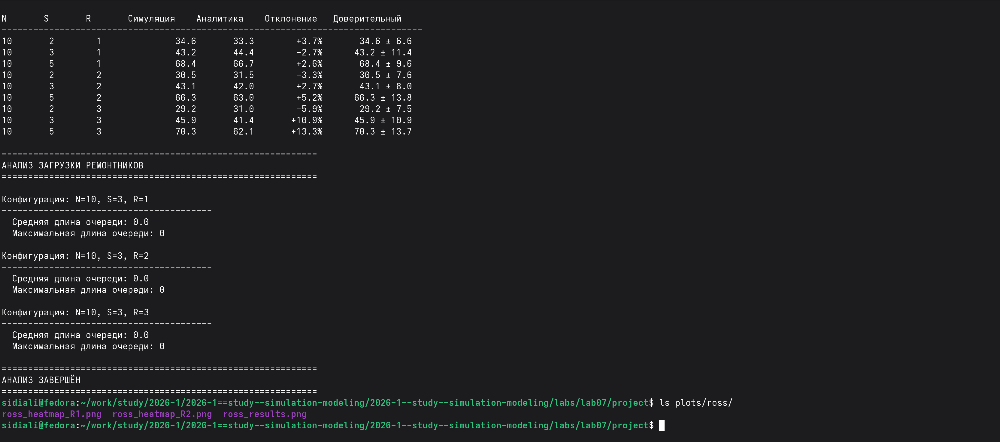 N       S       R       Симуляция    Аналитика    Отклонение   Доверительный
--------------------------------------------------------------------------------
10       2        1              34.6       33.3        +3.7%       34.6 ± 6.6
10       3        1              43.2       44.4        -2.7%      43.2 ± 11.4
10       5        1              68.4       66.7        +2.6%       68.4 ± 9.6
10       2        2              30.5       31.5        -3.3%       30.5 ± 7.6
10       3        2              43.1       42.0        +2.7%       43.1 ± 8.0
10       5        2              66.3       63.0        +5.2%      66.3 ± 13.8
10       2        3              29.2       31.0        -5.9%       29.2 ± 7.5
10       3        3              45.9       41.4       +10.9%      45.9 ± 10.9
10       5        3              70.3       62.1       +13.3%      70.3 ± 13.7
============================================================
АНАЛИЗ ЗАГРУЗКИ РЕМОНТНИКОВ
============================================================
Конфигурация: N=10, S=3, R=1
----------------------------------------
  Средняя длина очереди: 0.0
  Максимальная длина очереди: 0
Конфигурация: N=10, S=3, R=2
----------------------------------------
  Средняя длина очереди: 0.0
  Максимальная длина очереди: 0
Конфигурация: N=10, S=3, R=3
----------------------------------------
  Средняя длина очереди: 0.0
  Максимальная длина очереди: 0
============================================================
АНАЛИЗ ЗАВЕРШЁН
============================================================
sidiali@fedora:~/work/study/2026-1/2026-1==study--simulation-modeling/2026-1--study--simulation-modeling/labs/lab07/project$ ls plots/ross/
ross_heatmap_R1.png  ross_heatmap_R2.png  ross_results.png
sidiali@fedora:~/work/study/2026-1/2026-1==study--simulation-modeling/2026-1--study--simulation-modeling/labs/lab07/project$